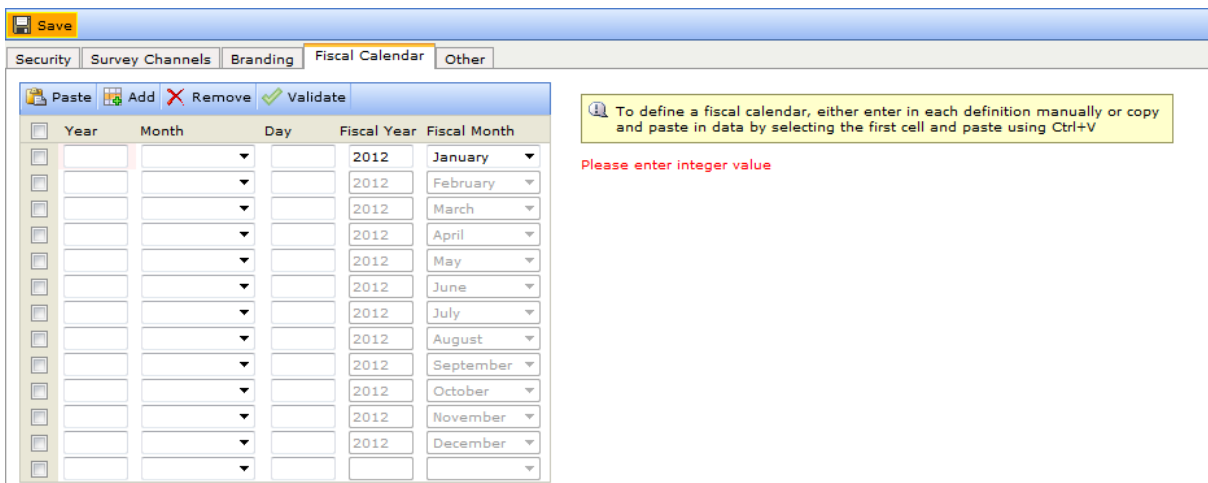 Save
Security Survey Channels Branding Fiscal Calendar Other
Paste Add Remove Validate
Year Month Day Fiscal Year Fiscal Month
2012 January
2012 February
2012 March
2012 April
2012 May
2012 June
2012 July
2012 August
2012 September
2012 October
2012 November
2012 December
To define a fiscal calendar, either enter in each definition manually or copy
and paste in data by selecting the first cell and paste using Ctrl+V
Please enter integer value